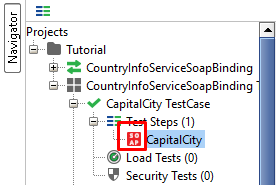 Navigator
Projects
Tutorial
CountryInfoServiceSoapBinding
CountryInfoServiceSoapBinding T
CapitalCity TestCase
Test Steps (1)
SO
AP
CapitalCity
Load Tests (0)
Security Tests (0)